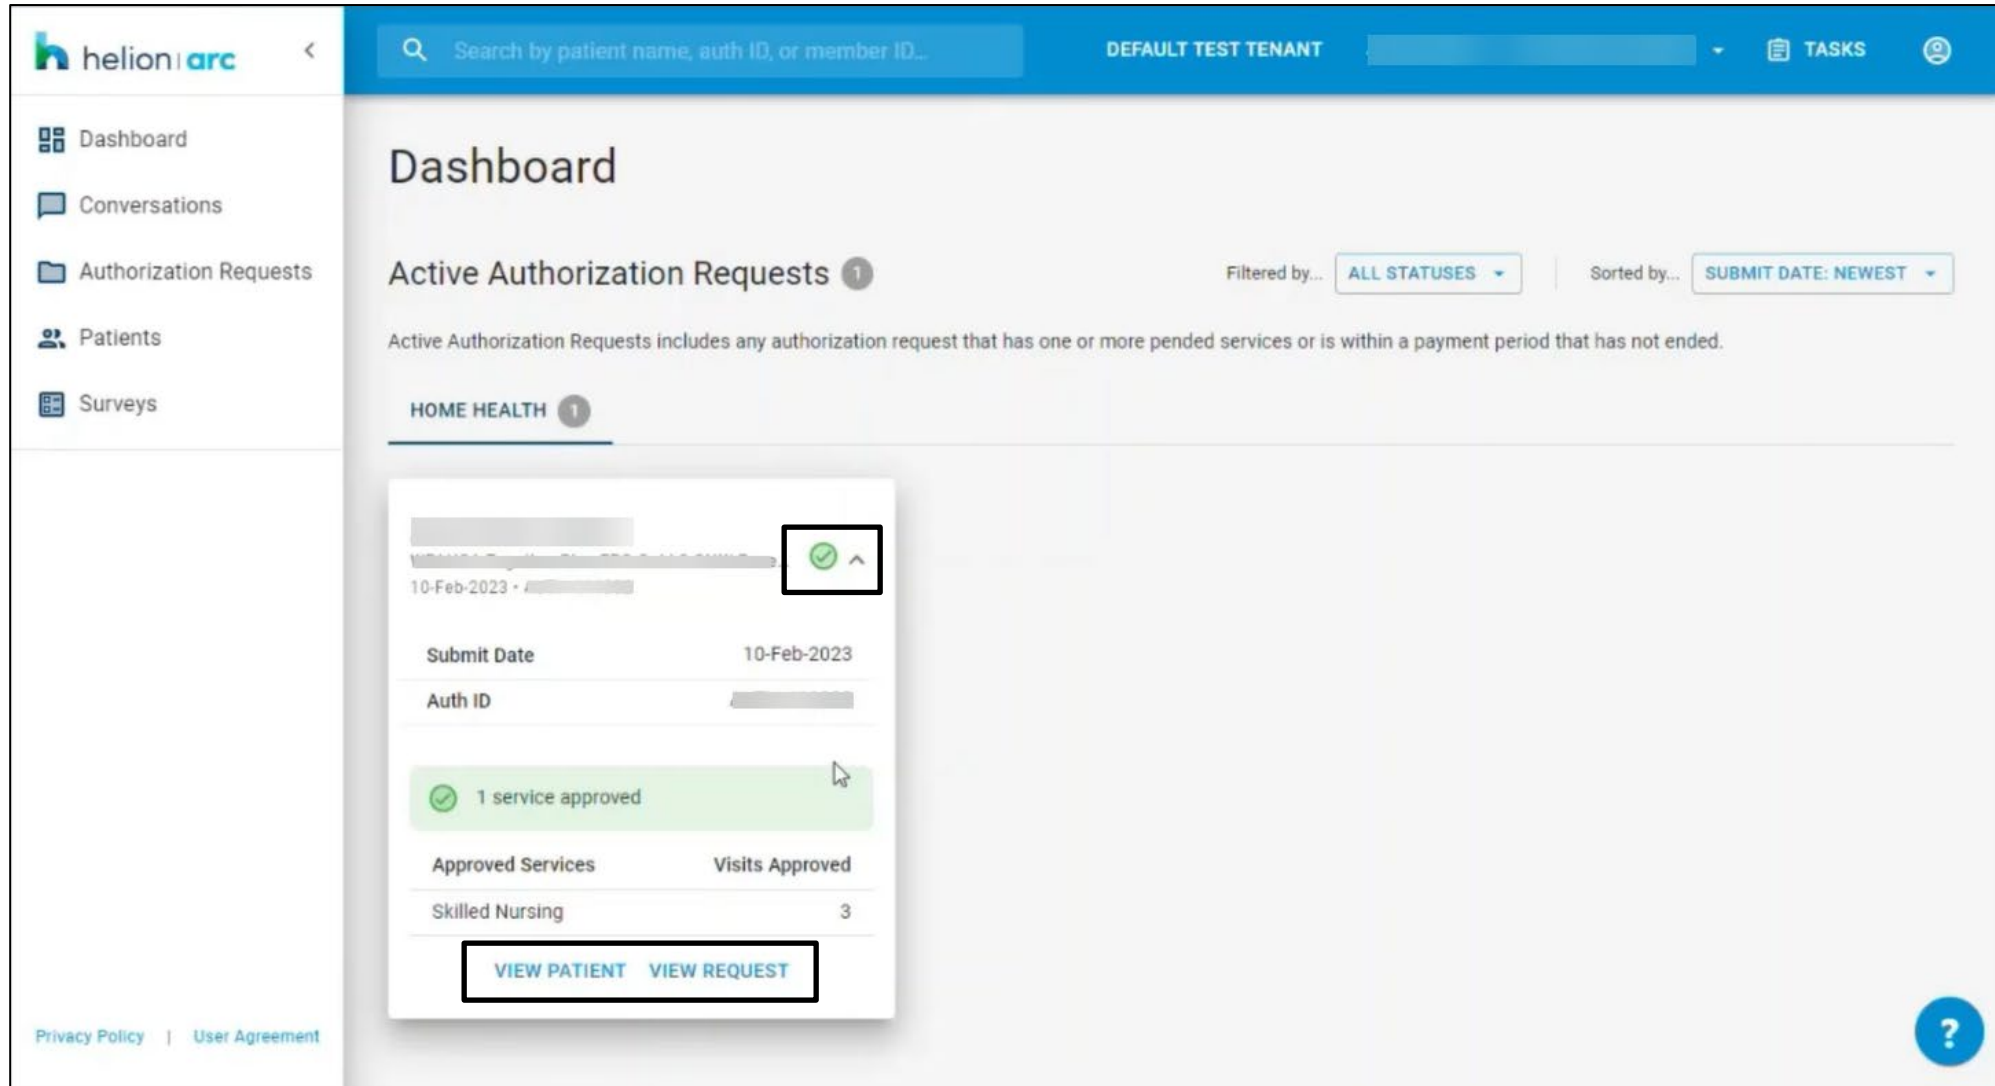 helion arc
Search by patient name, auth ID, or member ID...
DEFAULT TEST TENANT
TASKS
Dashboard
Conversations
Authorization Requests
Patients
Surveys
Privacy Policy | User Agreement
Dashboard
Active Authorization Requests 1
Filtered by... ALL STATUSES
Sorted by... SUBMIT DATE: NEWEST
Active Authorization Requests includes any authorization request that has one or more pended services or is within a payment period that has not ended.
HOME HEALTH 1
10-Feb-2023 •
Submit Date 10-Feb-2023
Auth ID
1 service approved
Approved Services Visits Approved
Skilled Nursing 3
VIEW PATIENT VIEW REQUEST
?